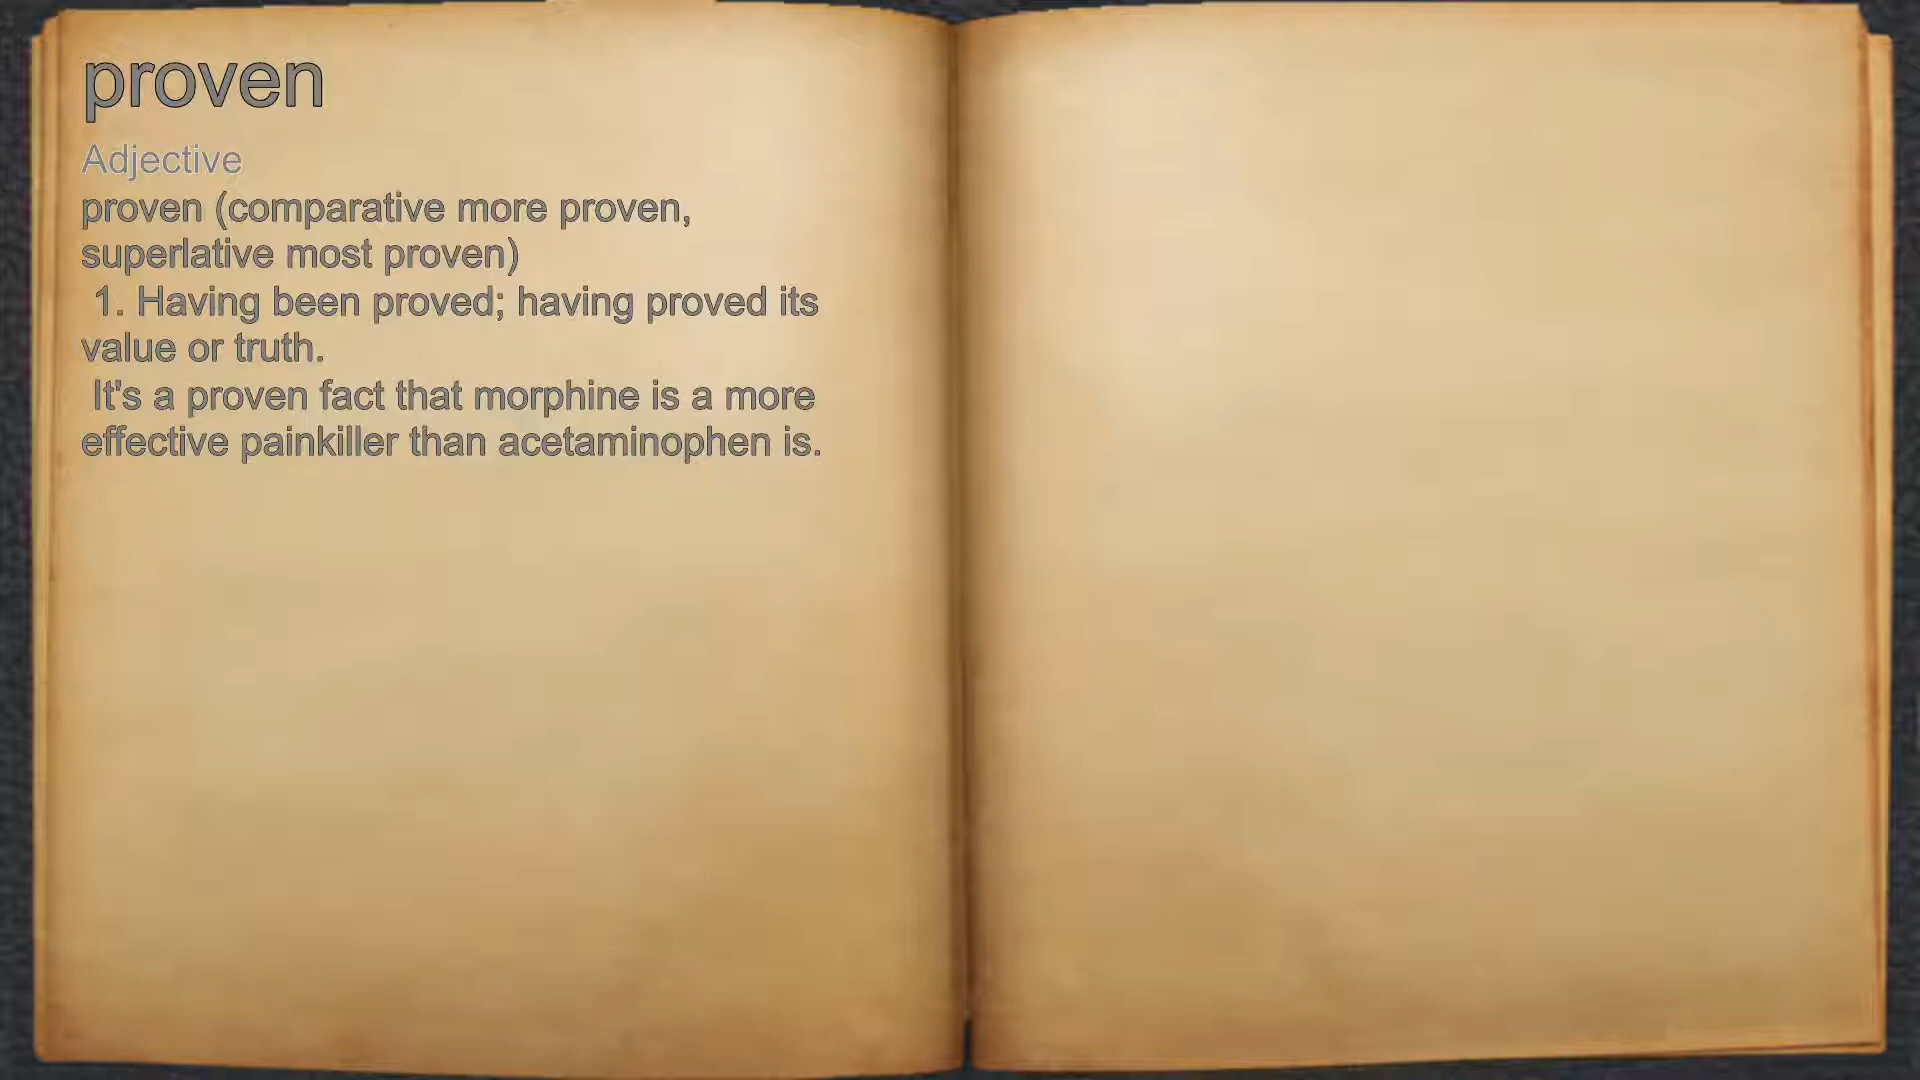 proven
Adjective
proven (comparative more proven,
superlative most proven)
1. Having been proved; having proved its
value or truth.
It's a proven fact that morphine is a more
effective painkiller than acetaminophen is.